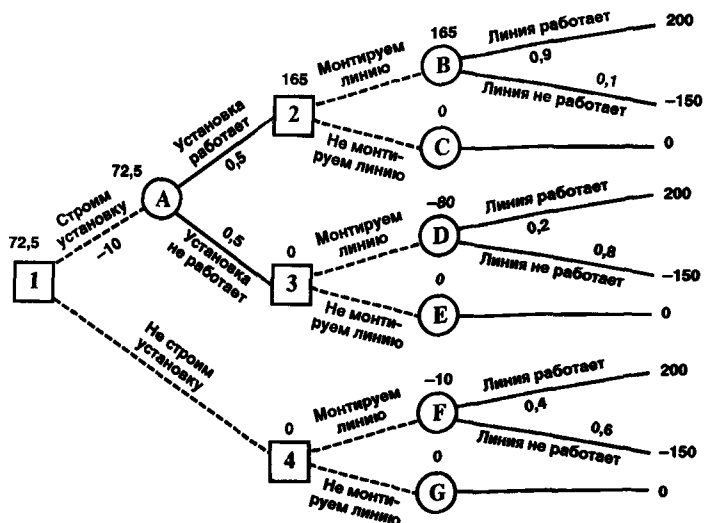 72,5
1
Строим
установку
–10
72,5
A
Установка
работает
0,5
0,5
Установка
не работает
Не строим
установку
165
2
Монтируем
линию
Не монти-
руем линию
165
B
Линия работает
0,9
200
0,1
Линия не работает
–150
0
C
0
0
3
Монтируем
линию
Не монти-
руем линию
–80
D
Линия работает
0,2
200
0,8
Линия не работает
–150
0
E
0
0
4
Монтируем
линию
Не монти-
руем линию
–10
F
Линия работает
0,4
200
0,6
Линия не работает
–150
0
G
0